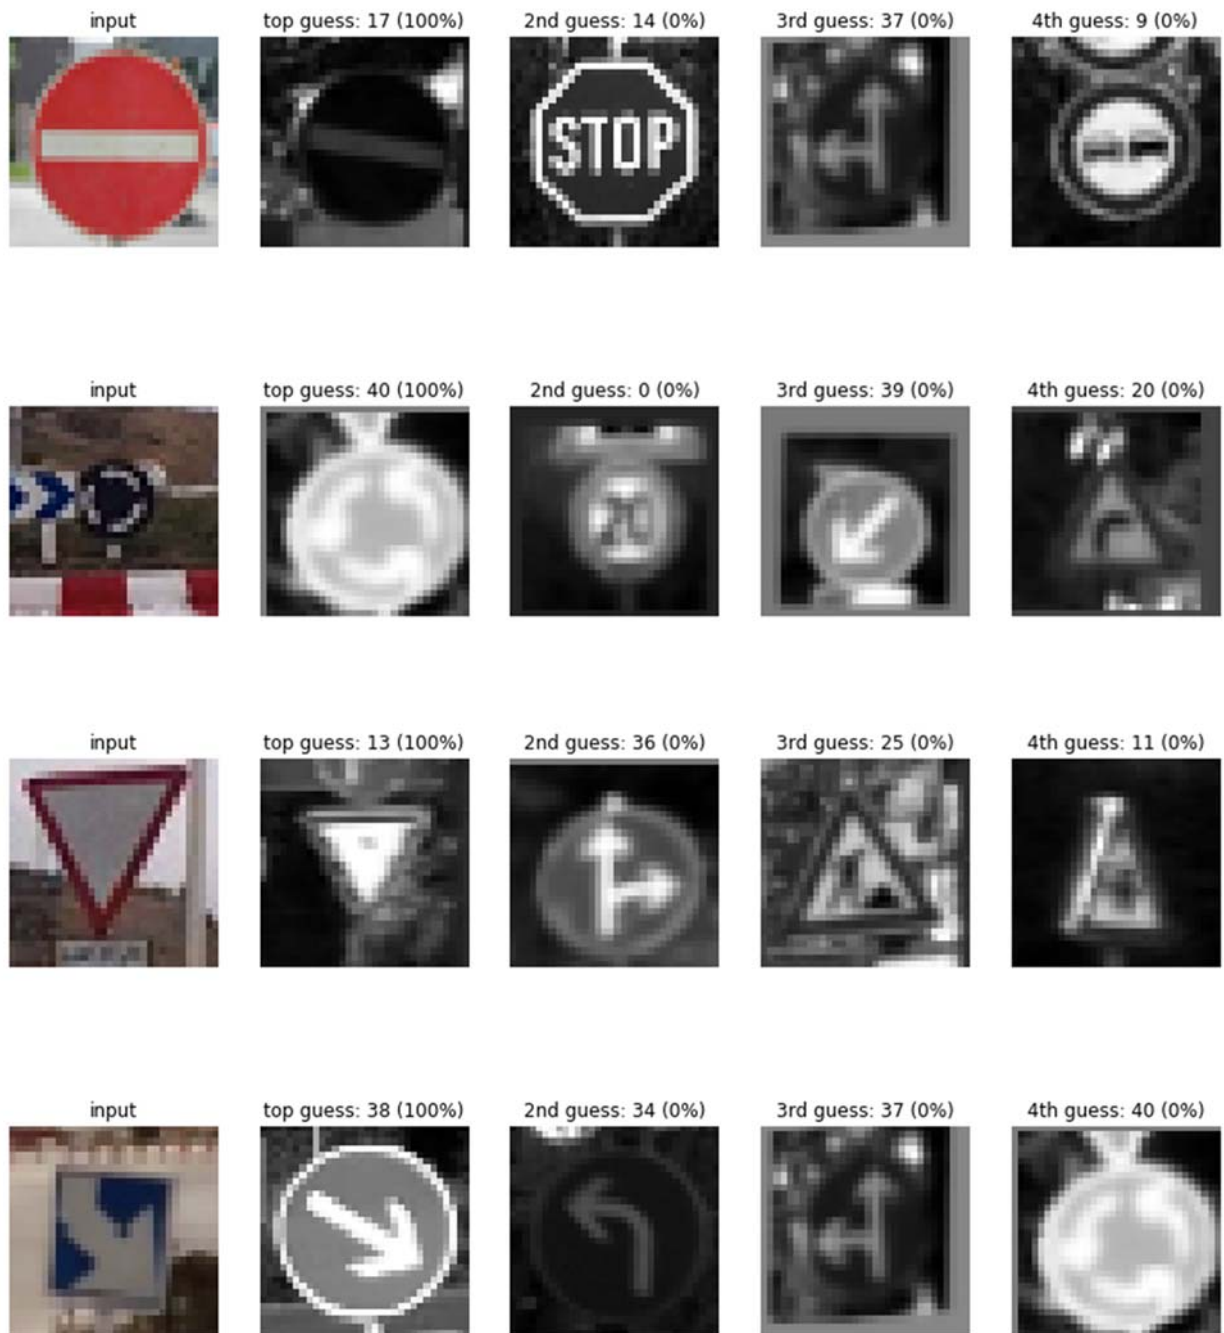 input top guess: 17 (100%) 2nd guess: 14 (0%) 3rd guess: 37 (0%) 4th guess: 9 (0%)
STOP
input top guess: 40 (100%) 2nd guess: 0 (0%) 3rd guess: 39 (0%) 4th guess: 20 (0%)
input top guess: 13 (100%) 2nd guess: 36 (0%) 3rd guess: 25 (0%) 4th guess: 11 (0%)
input top guess: 38 (100%) 2nd guess: 34 (0%) 3rd guess: 37 (0%) 4th guess: 40 (0%)